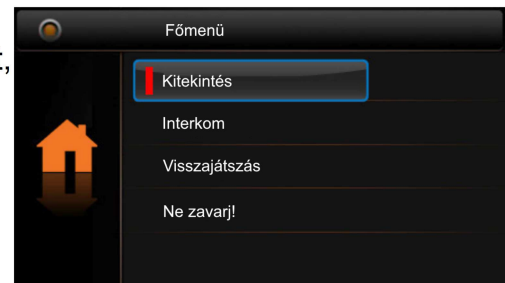 Főmenü
Kitekintés
Interkom
Visszajátszás
Ne zavarj!